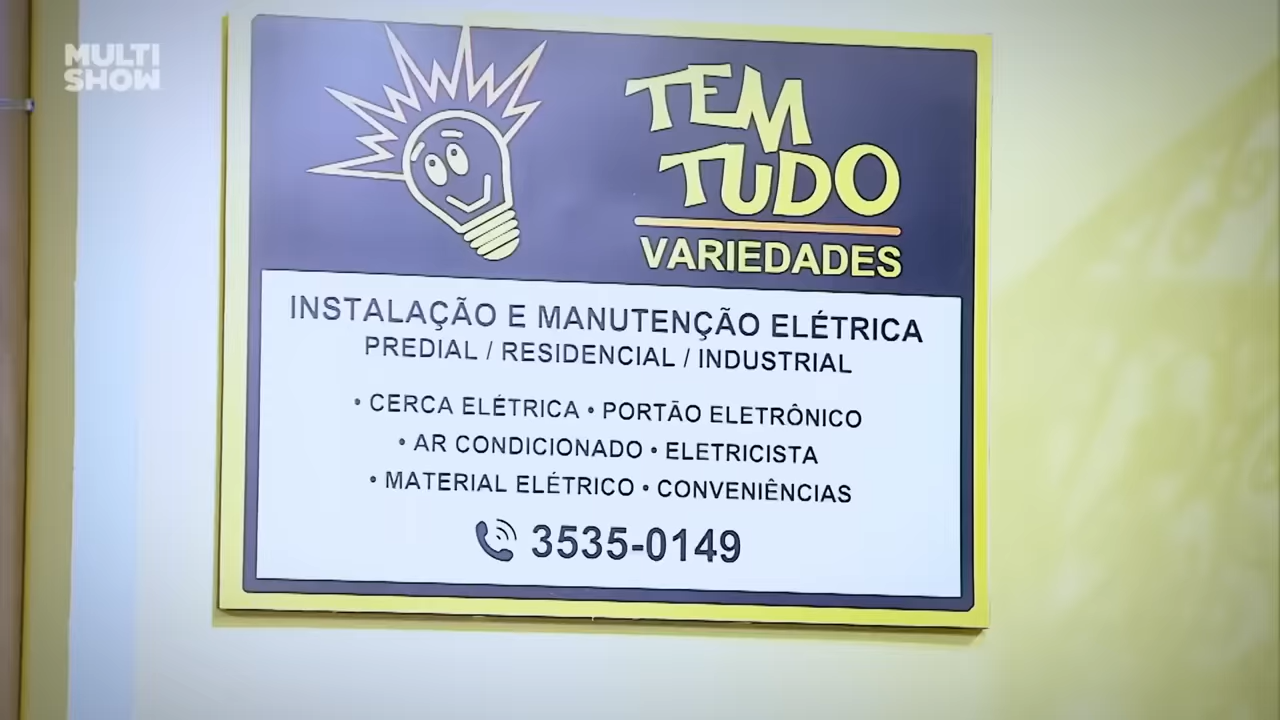 MULTI
SHOW
TEM
TUDO
VARIEDADES
INSTALAÇÃO E MANUTENÇÃO ELÉTRICA
PREDIAL / RESIDENCIAL / INDUSTRIAL
• CERCA ELÉTRICA • PORTÃO ELETRÔNICO
• AR CONDICIONADO • ELETRICISTA
• MATERIAL ELÉTRICO • CONVENIÊNCIAS
3535-0149